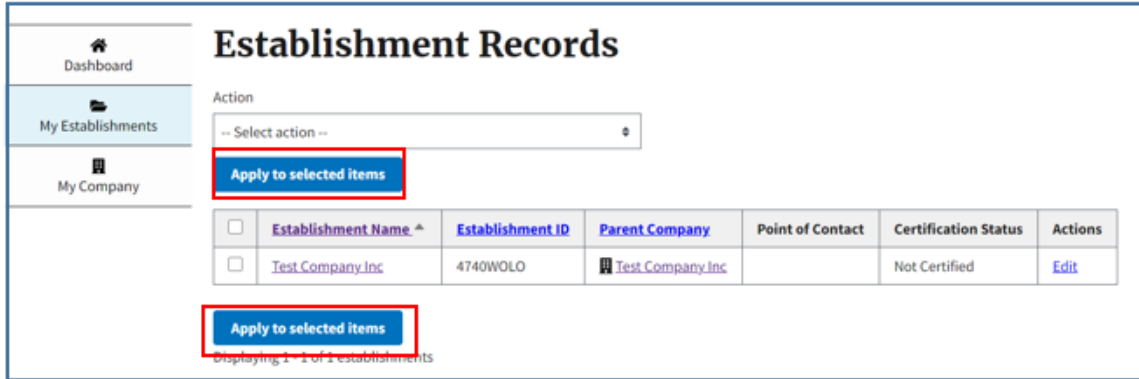 Establishment Records
Dashboard
My Establishments
My Company
Action
-- Select action --
Apply to selected items
Establishment Name Establishment ID Parent Company Point of Contact Certification Status Actions
Test Company Inc 4740WOLO Test Company Inc Not Certified Edit
Apply to selected items
Displaying 1 - 1 of 1 establishments